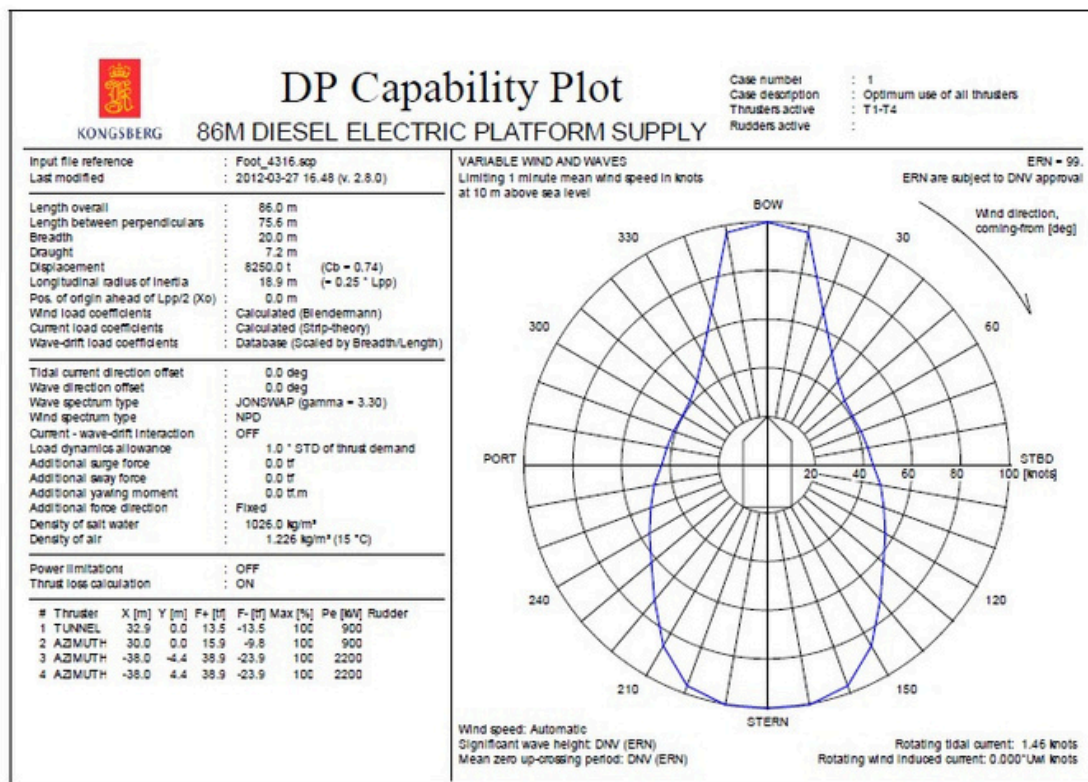 KONGSBERG
DP Capability Plot
86M DIESEL ELECTRIC PLATFORM SUPPLY
Case number : 1
Case description : Optimum use of all thrusters
Thrusters active : T1-T4
Rudders active :
Input file reference : Foot_4316.scp
Last modified : 2012-03-27 16.48 (v. 2.8.0)
Length overall : 86.0 m
Length between perpendiculars : 75.6 m
Breadth : 20.0 m
Draught : 7.2 m
Displacement : 8250.0 t (Cb = 0.74)
Longitudinal radius of inertia : 18.9 m (= 0.25 * Lpp)
Pos. of origin ahead of Lpp/2 (Xo) : 0.0 m
Wind load coefficients : Calculated (Blendermann)
Current load coefficients : Calculated (Strip-theory)
Wave-drift load coefficients : Database (Scaled by Breadth/Length)
Tidal current direction offset : 0.0 deg
Wave direction offset : 0.0 deg
Wave spectrum type : JONSWAP (gamma = 3.30)
Wind spectrum type : NPD
Current - wave-drift interaction : OFF
Load dynamics allowance : 1.0 * STD of thrust demand
Additional surge force : 0.0 tf
Additional sway force : 0.0 tf
Additional yawing moment : 0.0 tf.m
Additional force direction : Fixed
Density of salt water : 1026.0 kg/m³
Density of air : 1.226 kg/m³ (15 °C)
Power limitations : OFF
Thrust loss calculation : ON
# Thruster X [m] Y [m] F+ [tf] F- [tf] Max [%] Pe [kW] Rudder
1 TUNNEL 32.9 0.0 13.5 -13.5 100 900
2 AZIMUTH 30.0 0.0 15.9 -9.8 100 900
3 AZIMUTH -38.0 -4.4 38.9 -23.9 100 2200
4 AZIMUTH -38.0 4.4 38.9 -23.9 100 2200
VARIABLE WIND AND WAVES
Limiting 1 minute mean wind speed in knots
at 10 m above sea level
ERN = 99.
ERN are subject to DNV approval
Wind direction,
coming-from [deg]
BOW
330 30
300 60
PORT STBD
20 40 60 80 100 [knots]
240 120
210 150
STERN
Wind speed: Automatic
Significant wave height: DNV (ERN)
Mean zero up-crossing period: DNV (ERN)
Rotating tidal current: 1.46 knots
Rotating wind induced current: 0.000*Uwi knots